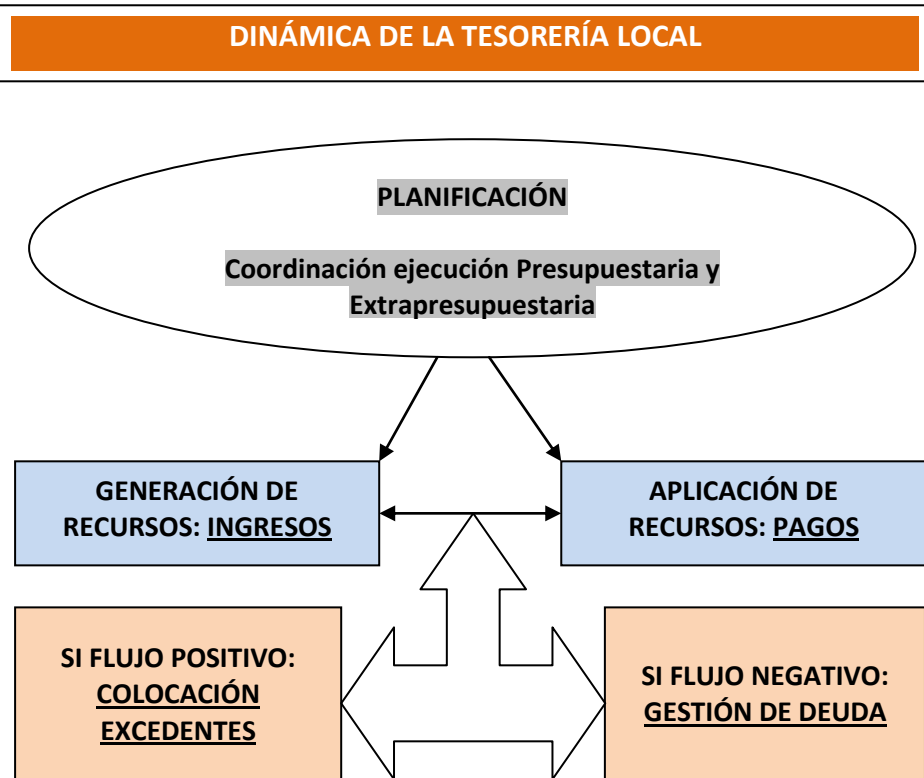 DINÁMICA DE LA TESORERÍA LOCAL
PLANIFICACIÓN
Coordinación ejecución Presupuestaria y
Extrapresupuestaria
GENERACIÓN DE
RECURSOS: INGRESOS
APLICACIÓN DE
RECURSOS: PAGOS
SI FLUJO POSITIVO:
COLOCACIÓN
EXCEDENTES
SI FLUJO NEGATIVO:
GESTIÓN DE DEUDA